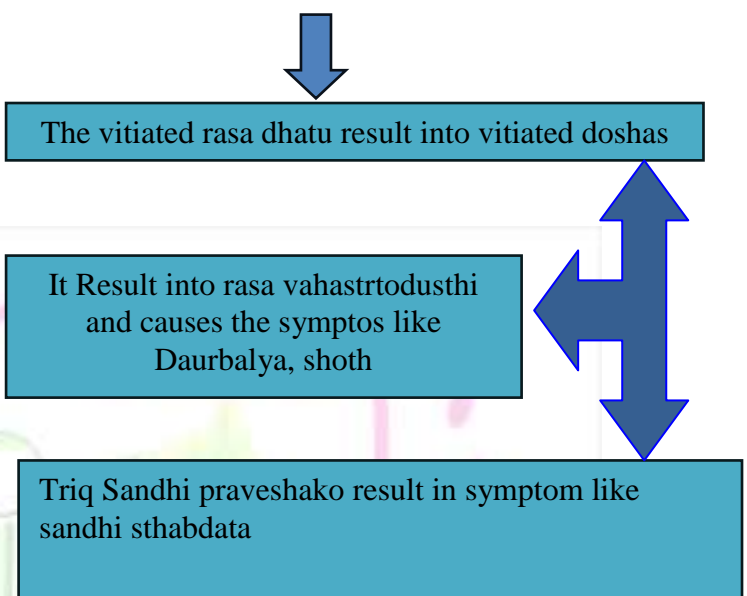 The vitiated rasa dhatu result into vitiated doshas
It Result into rasa vahastrtodusthi
and causes the symptos like
Daurbalya, shoth
Triq Sandhi praveshako result in symptom like
sandhi sthabdata